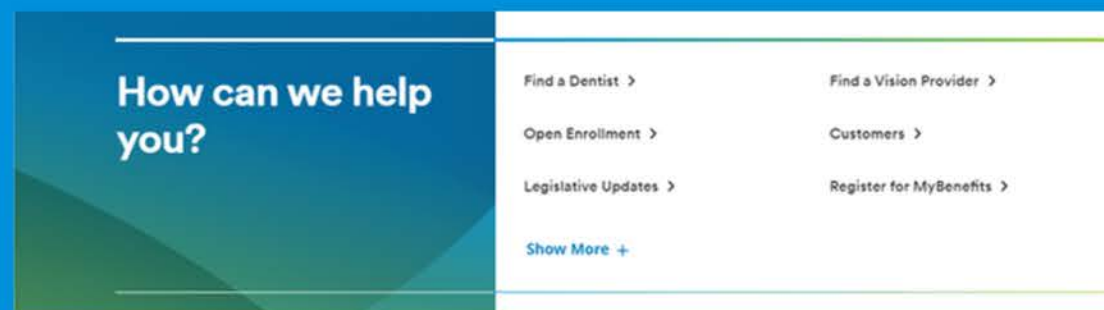 How can we help
you?
Find a Dentist >
Find a Vision Provider >
Open Enrollment >
Customers >
Legislative Updates >
Register for MyBenefits >
Show More +